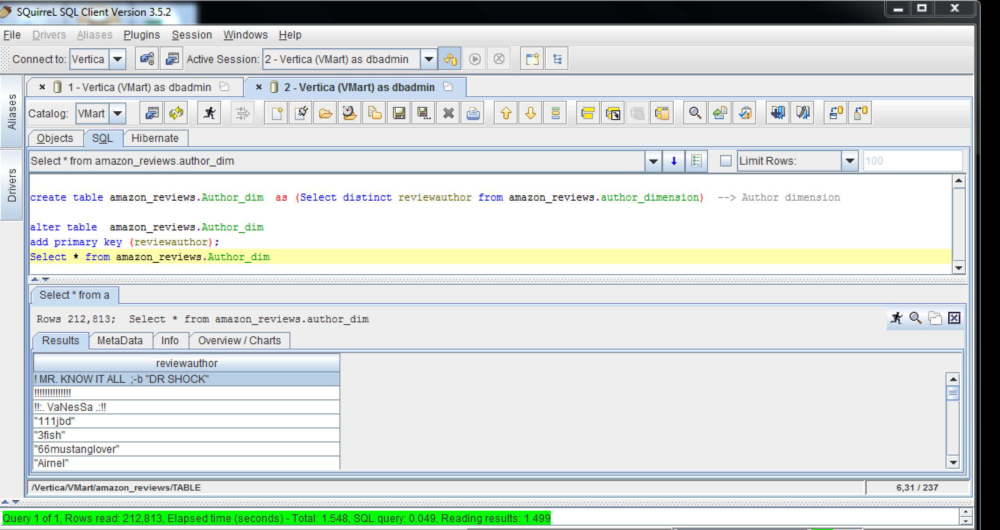 SQuirreL SQL Client Version 3.5.2
File Drivers Aliases Plugins Session Windows Help
Connect to: Vertica Active Session: 2 - Vertica (VMart) as dbadmin
Aliases
Drivers
1 - Vertica (VMart) as dbadmin 2 - Vertica (VMart) as dbadmin
Catalog: VMart
Objects SQL Hibernate
Select * from amazon_reviews.author_dim Limit Rows: 100
create table amazon_reviews.Author_dim as (Select distinct reviewauthor from amazon_reviews.author_dimension) --> Author dimension
alter table amazon_reviews.Author_dim
add primary key (reviewauthor);
Select * from amazon_reviews.Author_dim
Select * from a
Rows 212,813; Select * from amazon_reviews.author_dim
Results MetaData Info Overview / Charts
reviewauthor
! MR. KNOW IT ALL ;-b "DR SHOCK"
!!!!!!!!!!!!!!
!!:. VaNesSa .:!!
"111jbd"
"3fish"
"66mustanglover"
"Airnel"
/Vertica/VMart/amazon_reviews/TABLE 6,31 / 237
Query 1 of 1, Rows read: 212,813, Elapsed time (seconds) - Total: 1.548, SQL query: 0.049, Reading results: 1.499